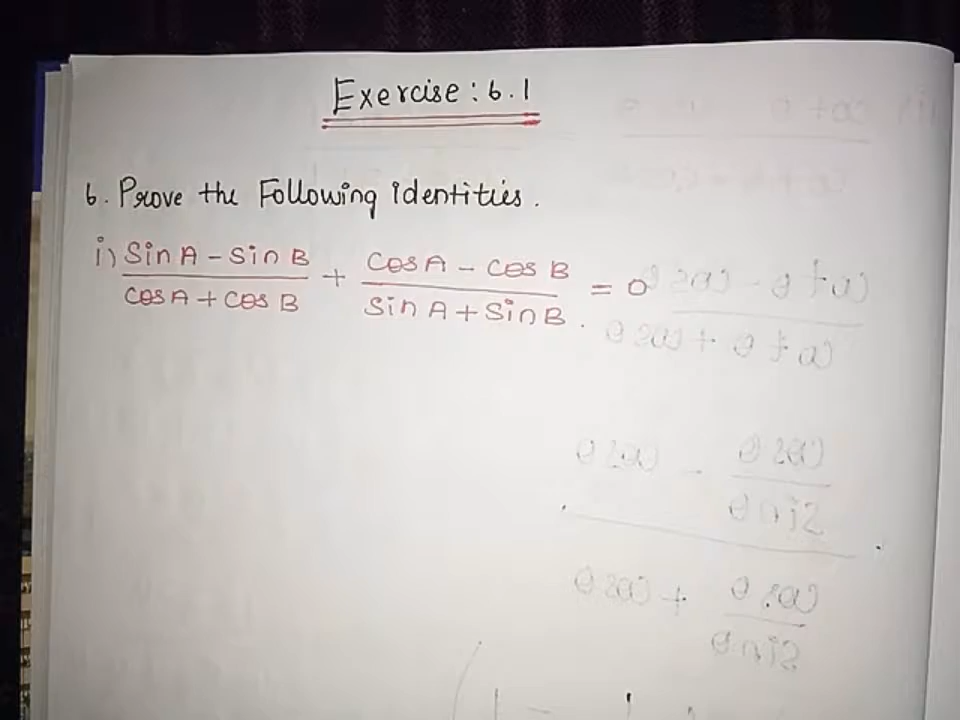 Exercise: 6.1
6. Prove the Following identities.
i) Sin A - Sin B / Cos A + Cos B + Cos A - Cos B / Sin A + Sin B = 0